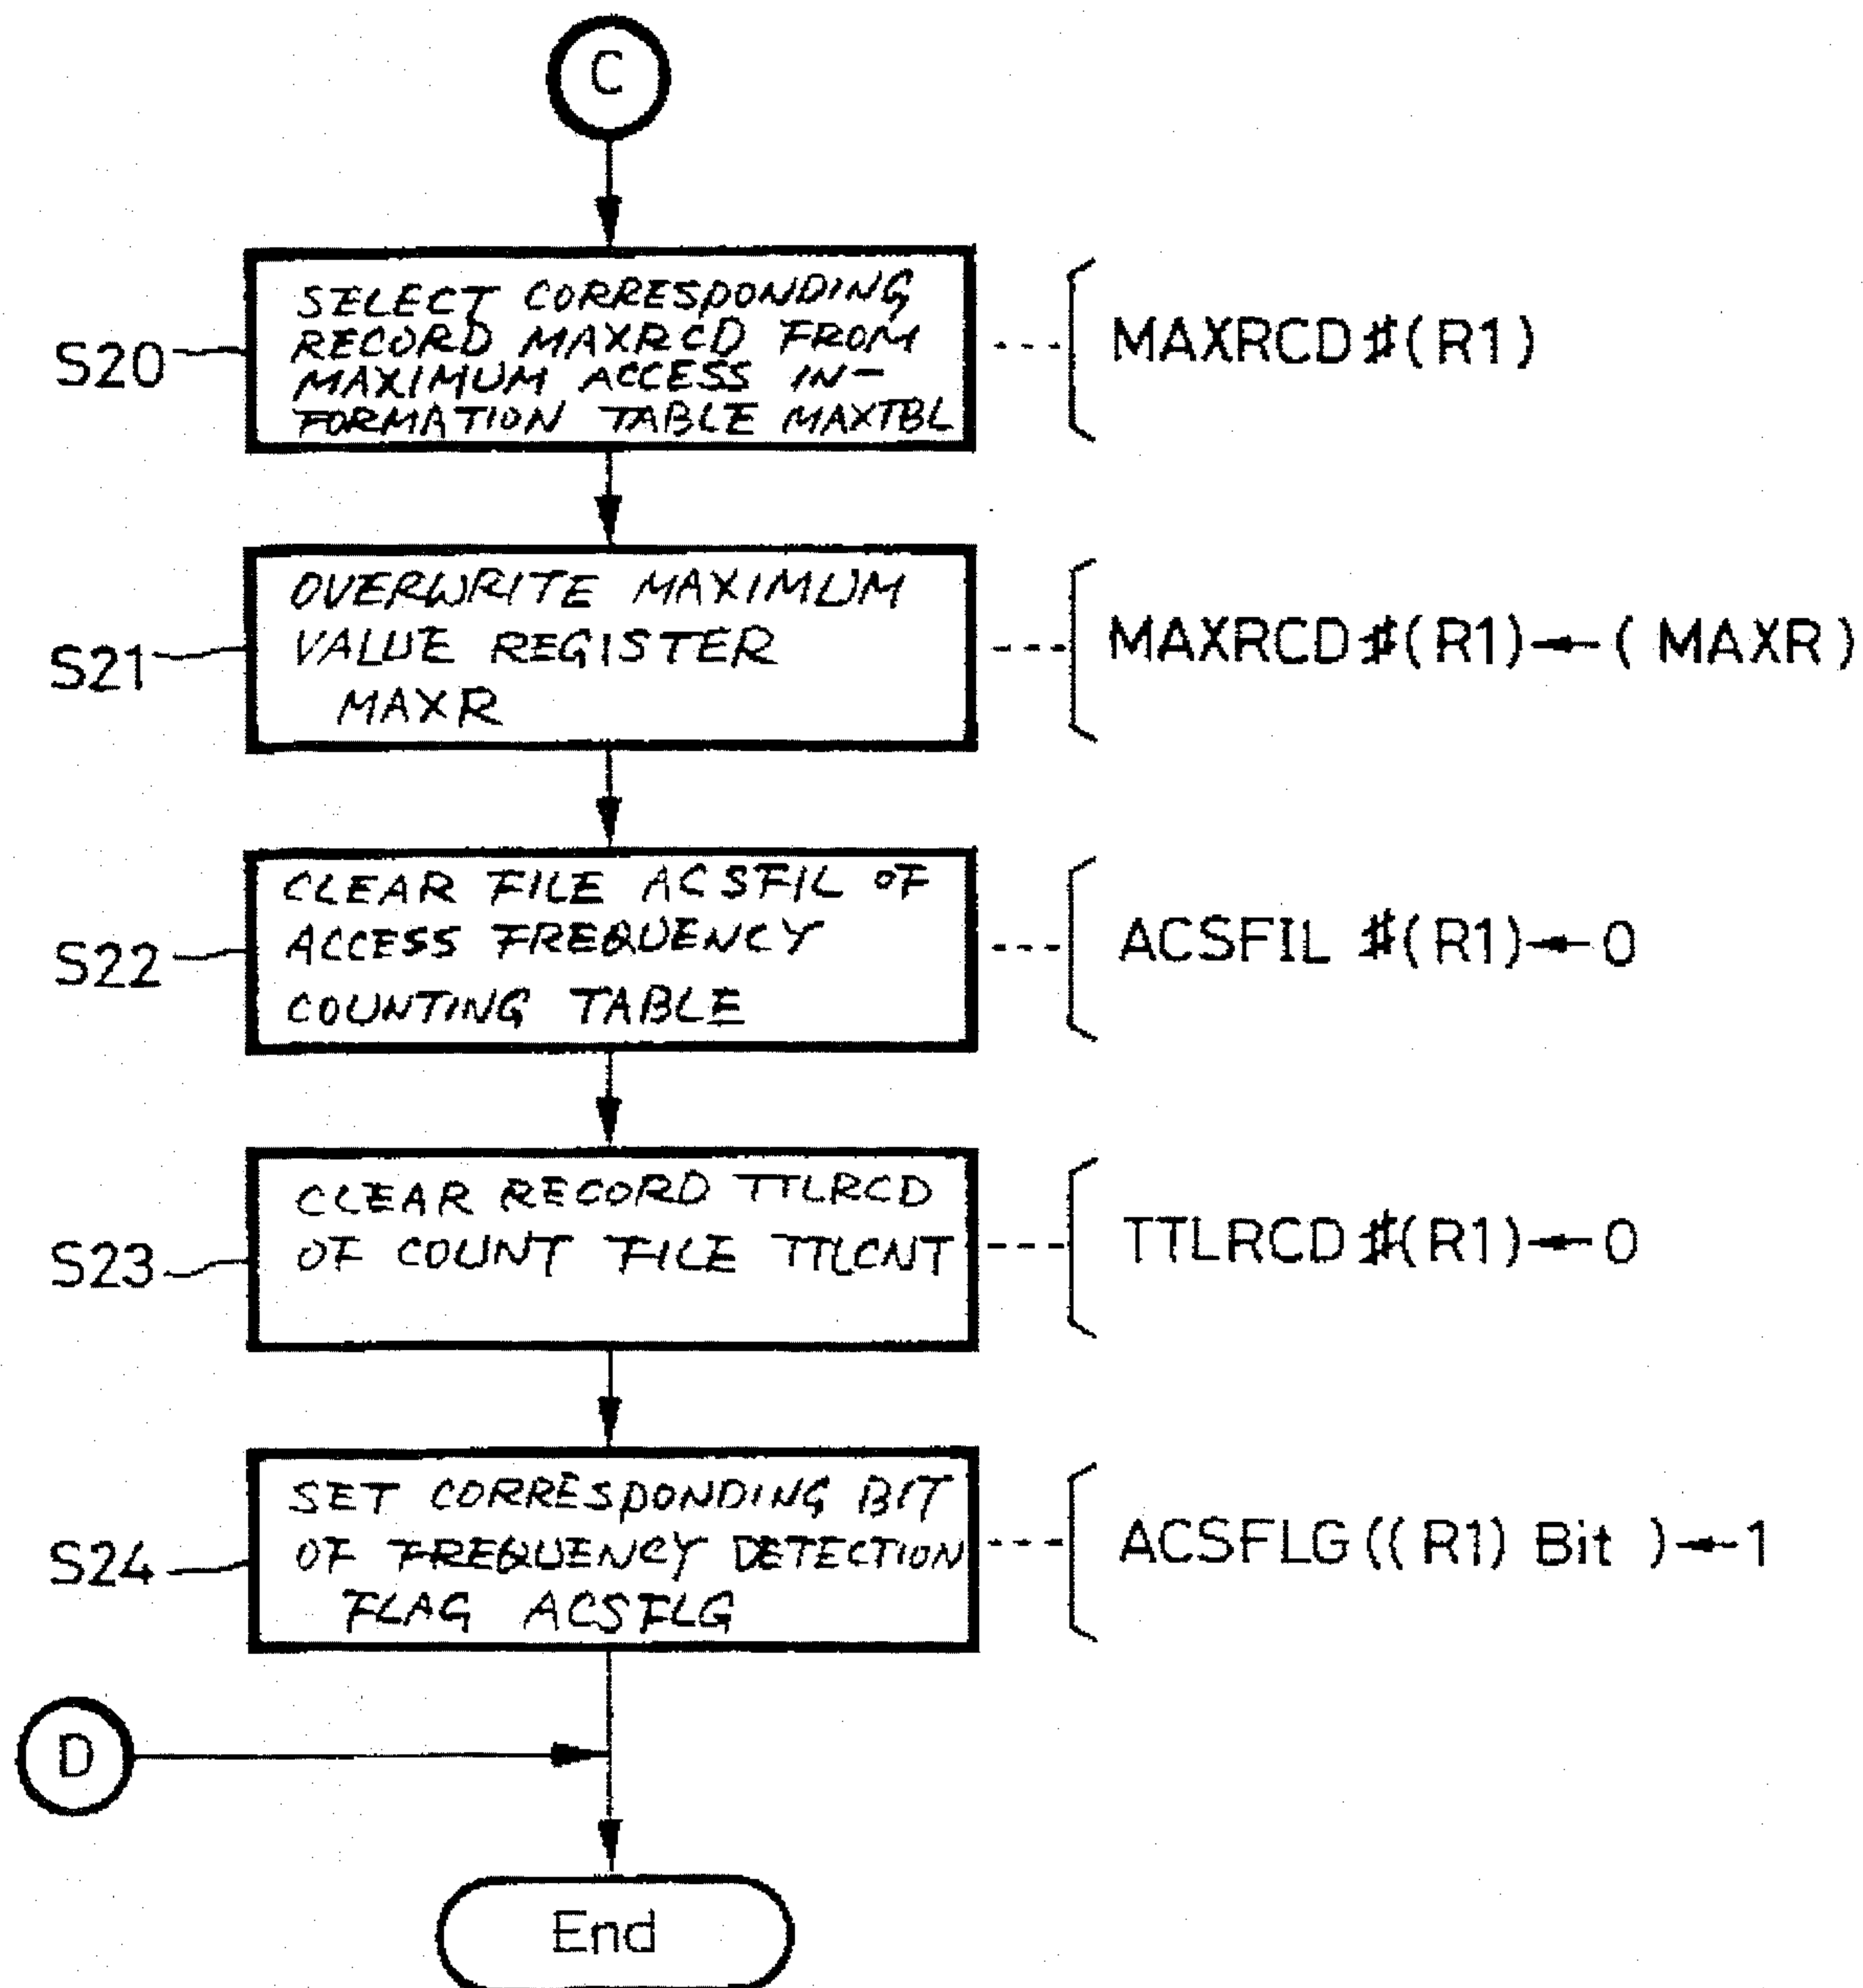 C
S20
SELECT CORRESPONDING
RECORD MAXRCD FROM
MAXIMUM ACCESS IN-
FORMATION TABLE MAXTBL
MAXRCD #(R1)
S21
OVERWRITE MAXIMUM
VALUE REGISTER
MAXR
MAXRCD #(R1) ← ( MAXR )
S22
CLEAR FILE ACSFIL OF
ACCESS FREQUENCY
COUNTING TABLE
ACSFIL #(R1) ← 0
S23
CLEAR RECORD TTLRCD
OF COUNT FILE TTLCNT
TTLRCD #(R1) ← 0
S24
SET CORRESPONDING BIT
OF FREQUENCY DETECTION
FLAG ACSFLG
ACSFLG ((R1) Bit ) ← 1
D
End